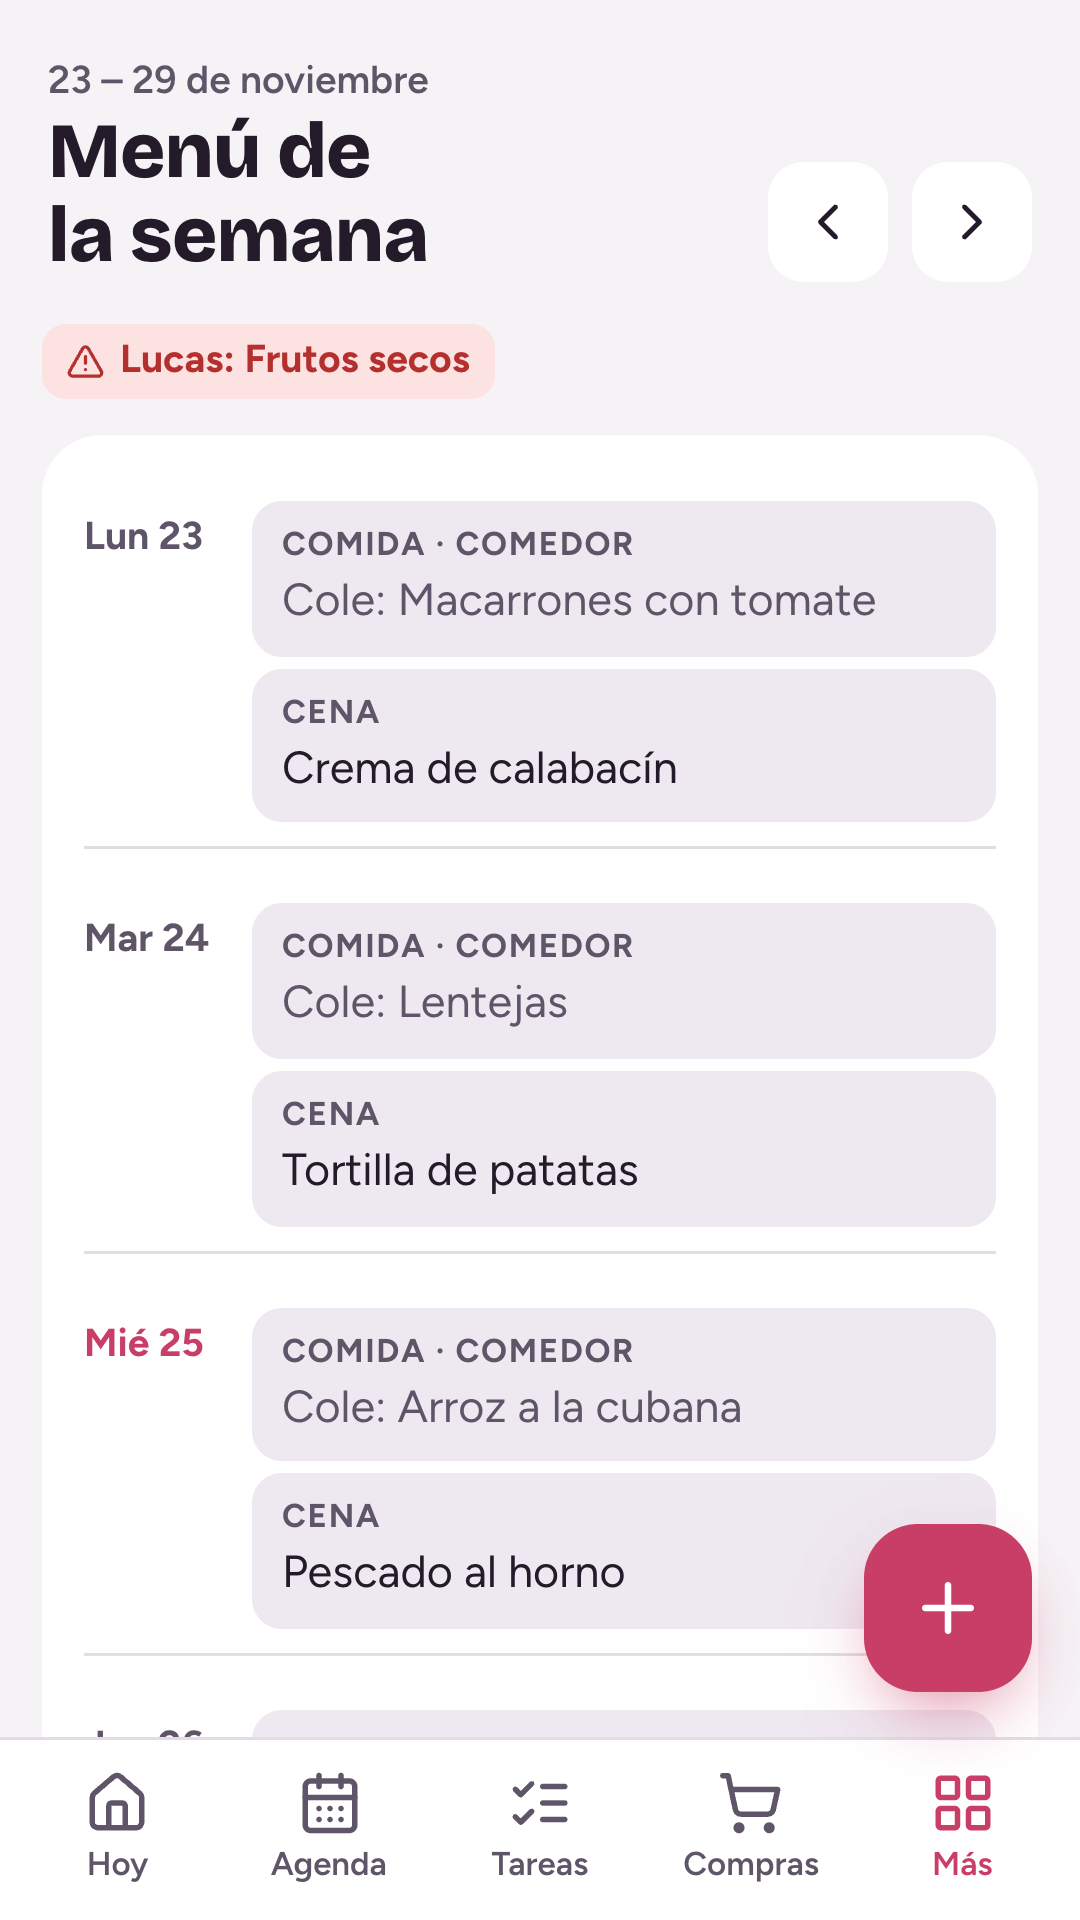 23 – 29 de noviembre
Menú de
la semana
Lucas: Frutos secos
Lun 23
COMIDA · COMEDOR
Cole: Macarrones con tomate
CENA
Crema de calabacín
Mar 24
COMIDA · COMEDOR
Cole: Lentejas
CENA
Tortilla de patatas
Mié 25
COMIDA · COMEDOR
Cole: Arroz a la cubana
CENA
Pescado al horno
Hoy
Agenda
Tareas
Compras
Más